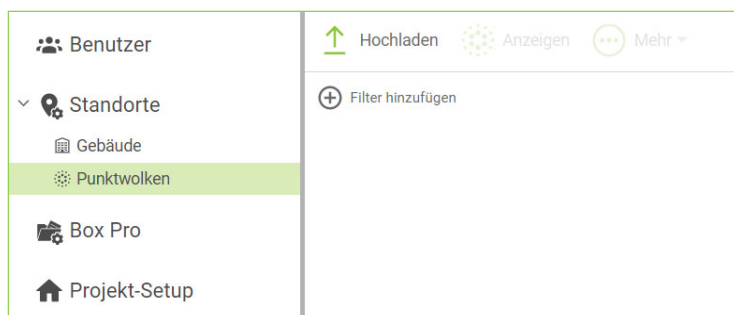 Benutzer
Standorte
Gebäude
Punktwolken
Box Pro
Projekt-Setup
Hochladen Anzeigen Mehr
Filter hinzufügen